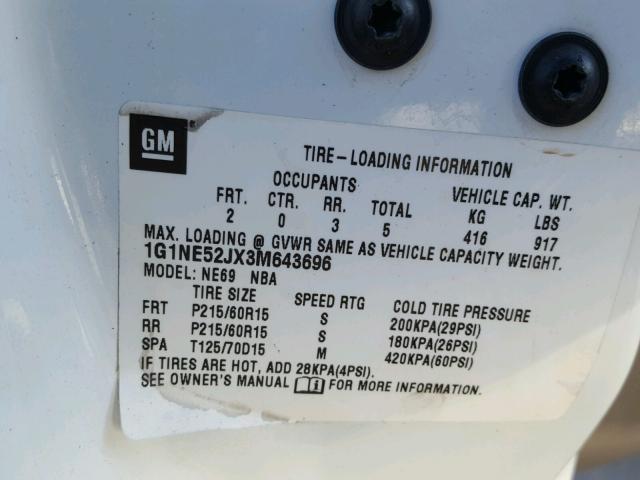 GM
TIRE-LOADING INFORMATION
OCCUPANTS VEHICLE CAP. WT.
FRT. CTR. RR. TOTAL KG LBS
2 0 3 5 416 917
MAX. LOADING @ GVWR SAME AS VEHICLE CAPACITY WEIGHT.
1G1NE52JX3M643696
MODEL: NE69 NBA
TIRE SIZE SPEED RTG COLD TIRE PRESSURE
FRT P215/60R15 S 200KPA(29PSI)
RR P215/60R15 S 180KPA(26PSI)
SPA T125/70D15 M 420KPA(60PSI)
IF TIRES ARE HOT, ADD 28KPA(4PSI).
SEE OWNER'S MANUAL i FOR MORE INFORMATION.